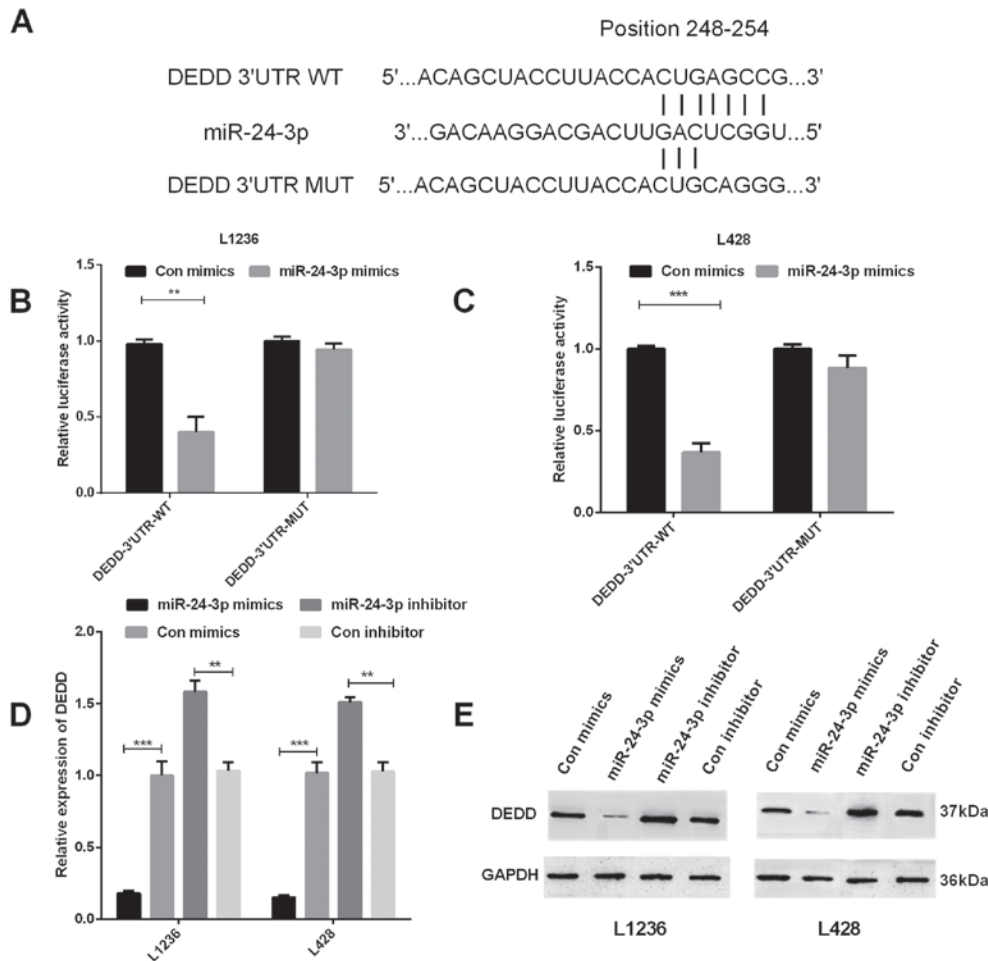 A
Position 248-254
DEDD 3'UTR WT 5'...ACAGCUACCUUACCACUGAGCCG...3'
miR-24-3p 3'...GACAAGGACGACUUGACUCGGU...5'
DEDD 3'UTR MUT 5'...ACAGCUACCUUACCACUGCAGGG...3'
B
L1236
Con mimics miR-24-3p mimics
Relative luciferase activity
1.5
1.0
0.5
0.0
**
DEDD-3'UTR-WT
DEDD-3'UTR-MUT
C
L428
Con mimics miR-24-3p mimics
Relative luciferase activity
1.5
1.0
0.5
0.0
***
DEDD-3'UTR-WT
DEDD-3'UTR-MUT
D
miR-24-3p mimics miR-24-3p inhibitor
Con mimics Con inhibitor
Relative expression of DEDD
2.0
1.5
1.0
0.5
0.0
***
**
***
**
L1236
L428
E
Con mimics
miR-24-3p mimics
miR-24-3p inhibitor
Con inhibitor
Con mimics
miR-24-3p mimics
miR-24-3p inhibitor
Con inhibitor
DEDD 37kDa
GAPDH 36kDa
L1236 L428